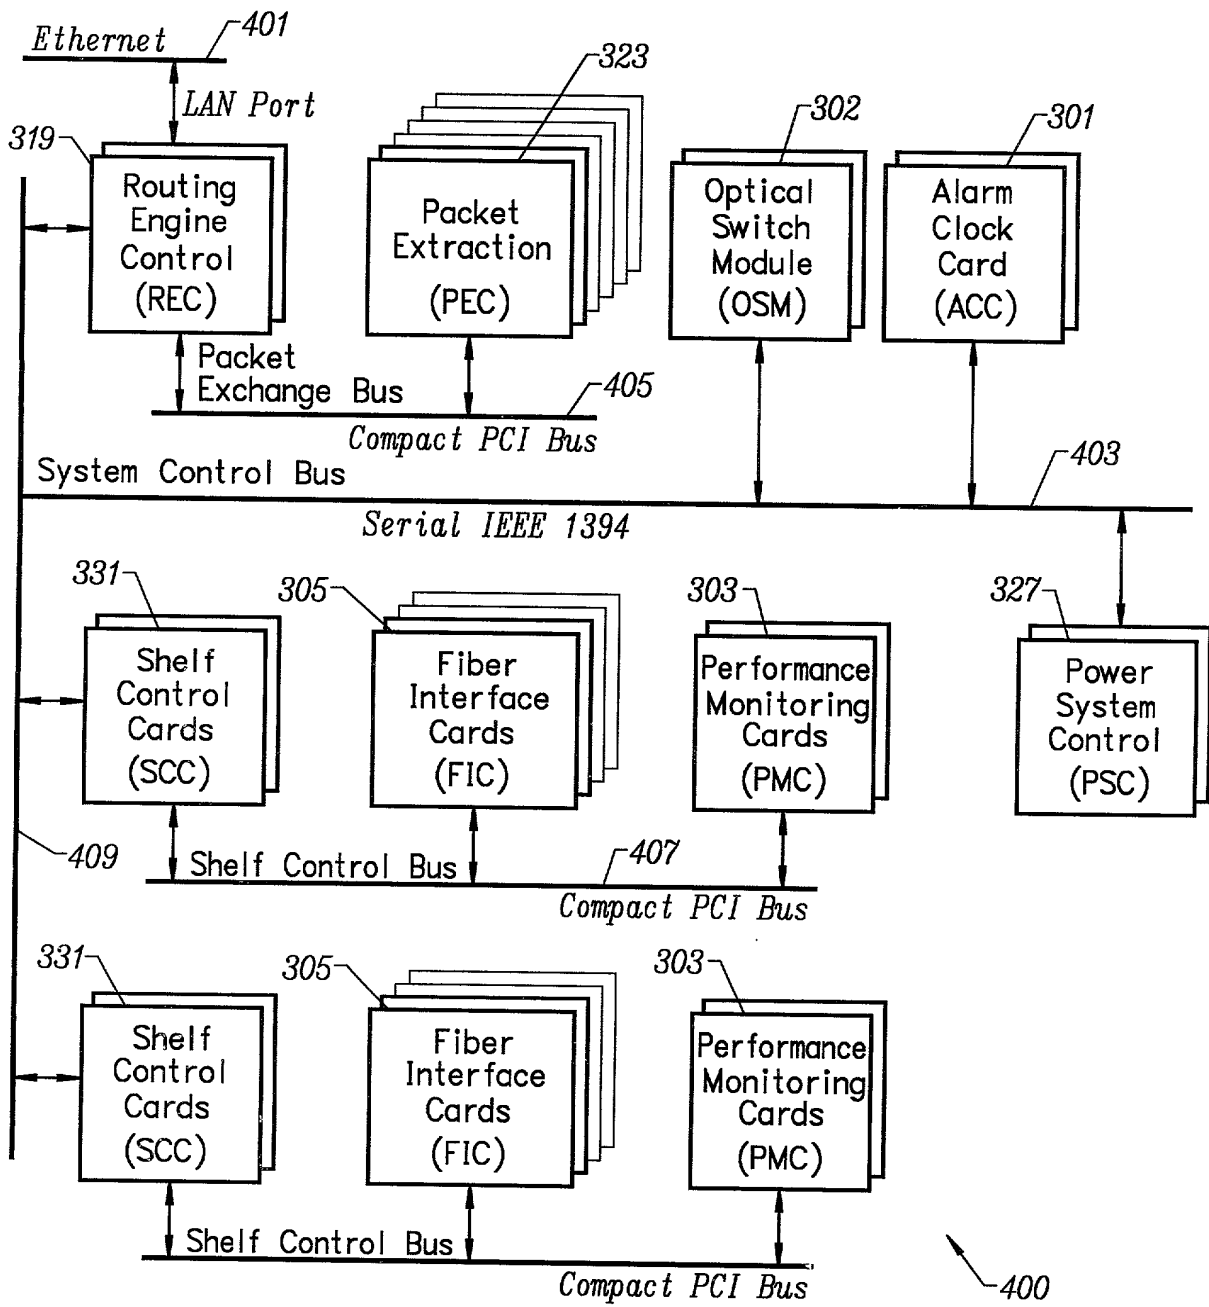 Ethernet
401
LAN Port
319
Routing
Engine
Control
(REC)
323
Packet
Extraction
(PEC)
302
Optical
Switch
Module
(OSM)
301
Alarm
Clock
Card
(ACC)
Packet
Exchange Bus
405
Compact PCI Bus
System Control Bus
403
Serial IEEE 1394
331
Shelf
Control
Cards
(SCC)
305
Fiber
Interface
Cards
(FIC)
303
Performance
Monitoring
Cards
(PMC)
327
Power
System
Control
(PSC)
409
Shelf Control Bus
407
Compact PCI Bus
331
Shelf
Control
Cards
(SCC)
305
Fiber
Interface
Cards
(FIC)
303
Performance
Monitoring
Cards
(PMC)
Shelf Control Bus
Compact PCI Bus
400